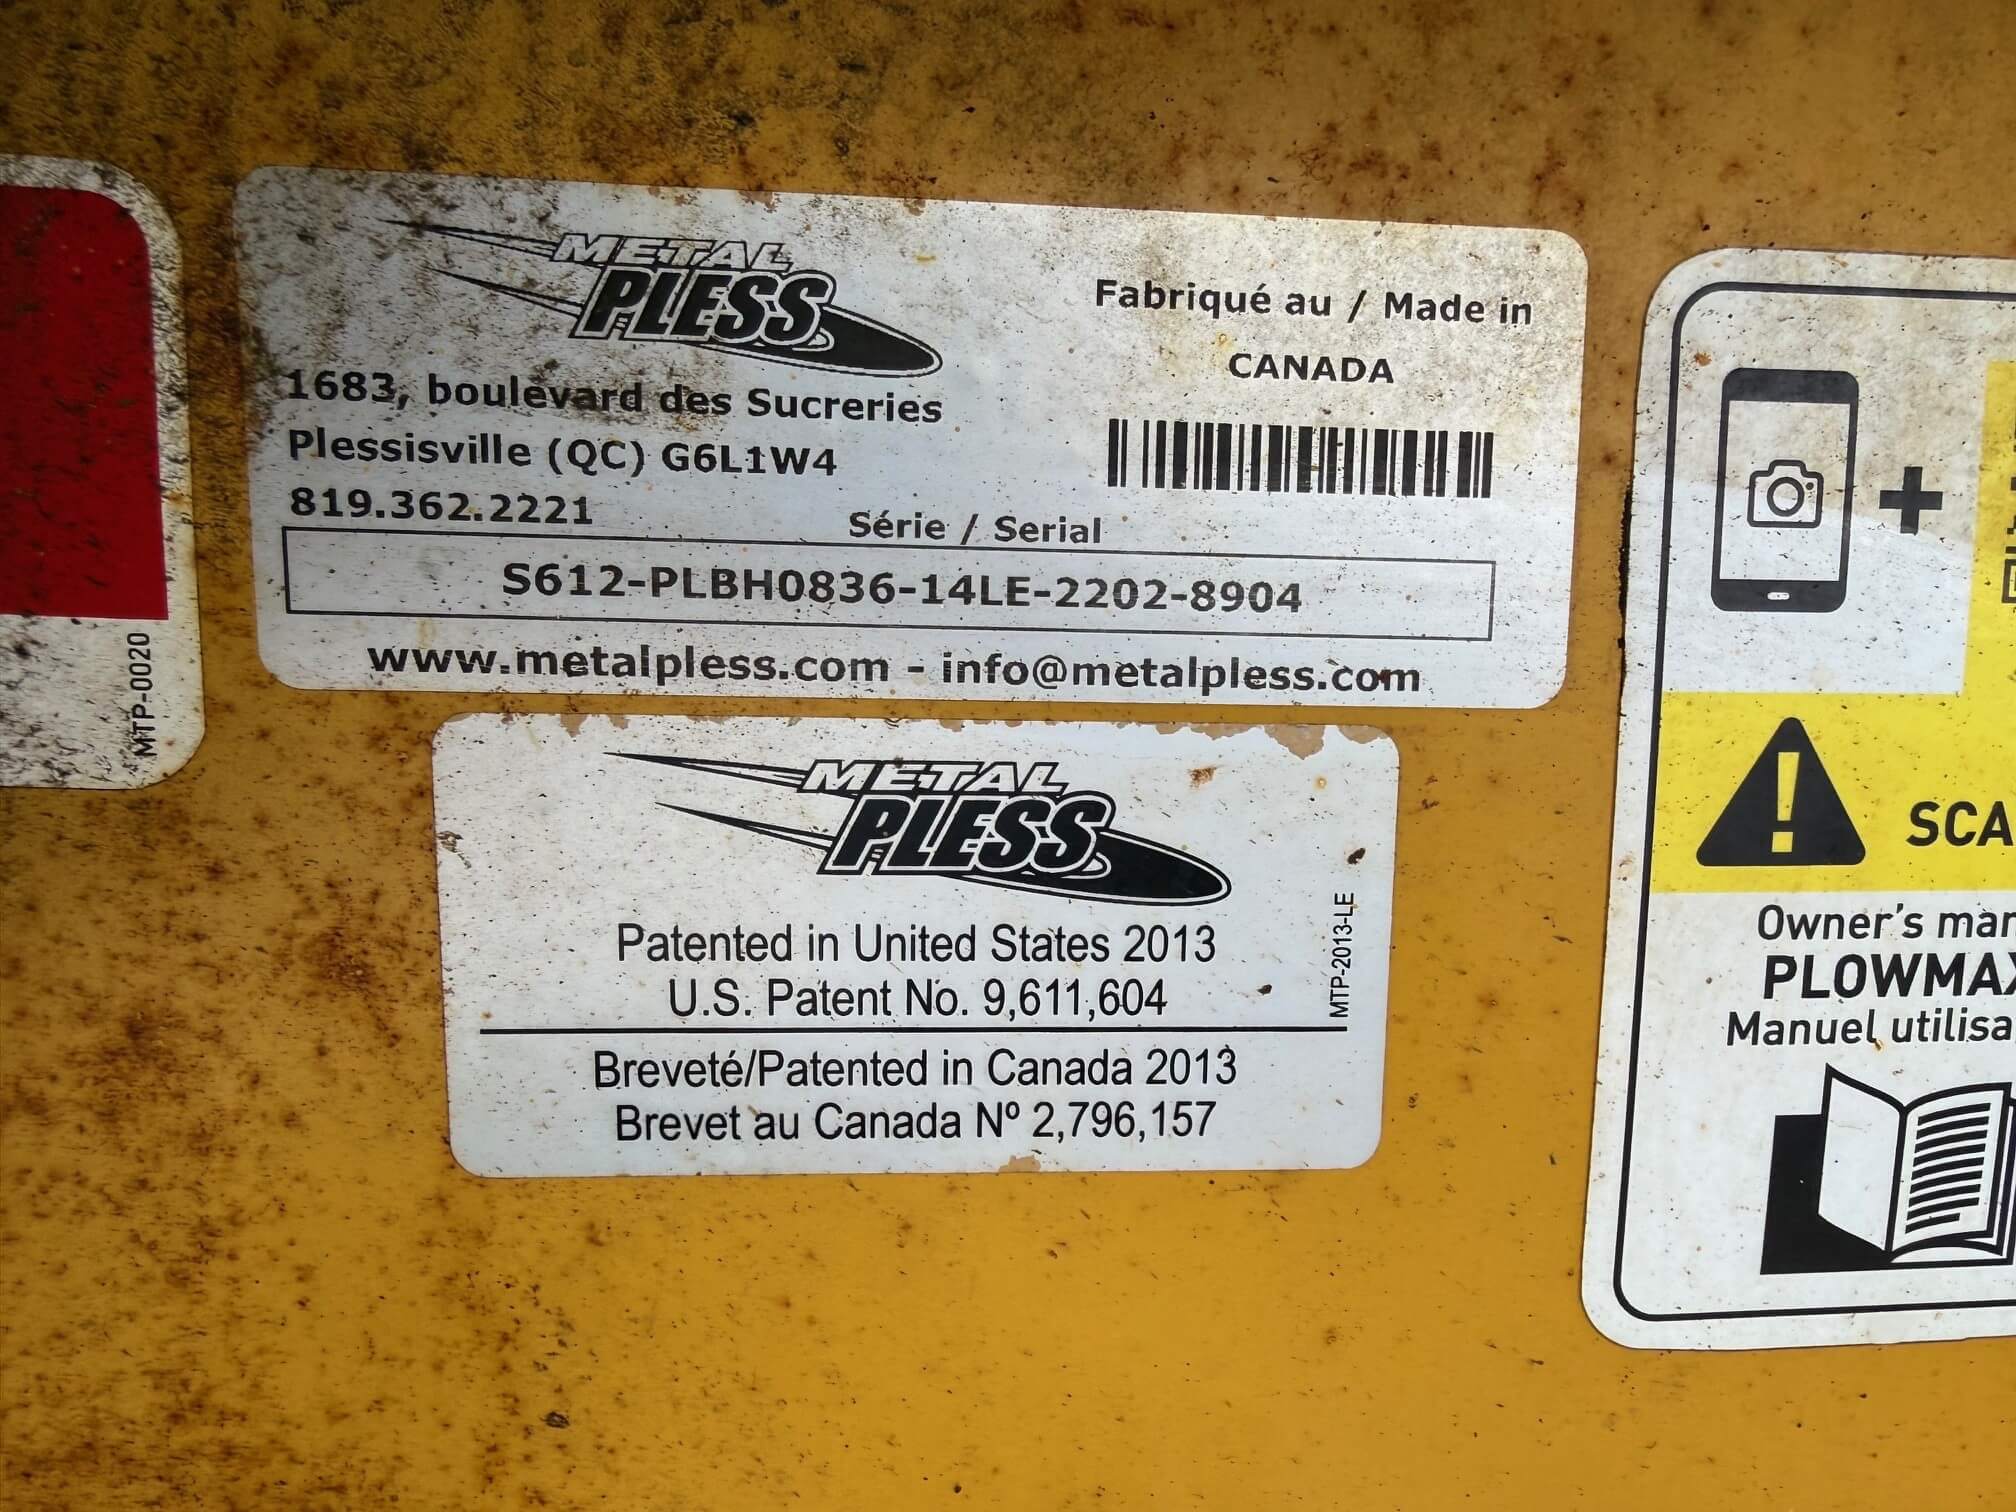 METAL
PLESS
1683, boulevard des Sucreries
Plessisville (QC) G6L1W4
819.362.2221
Fabriqué au / Made in
CANADA
Série / Serial
S612-PLBH0836-14LE-2202-8904
www.metalpless.com - info@metalpless.com
MTP-0020
METAL
PLESS
Patented in United States 2013
U.S. Patent No. 9,611,604
Breveté/Patented in Canada 2013
Brevet au Canada Nº 2,796,157
MTP-2013-LE
SCA
Owner's man
PLOWMAX
Manuel utilisa